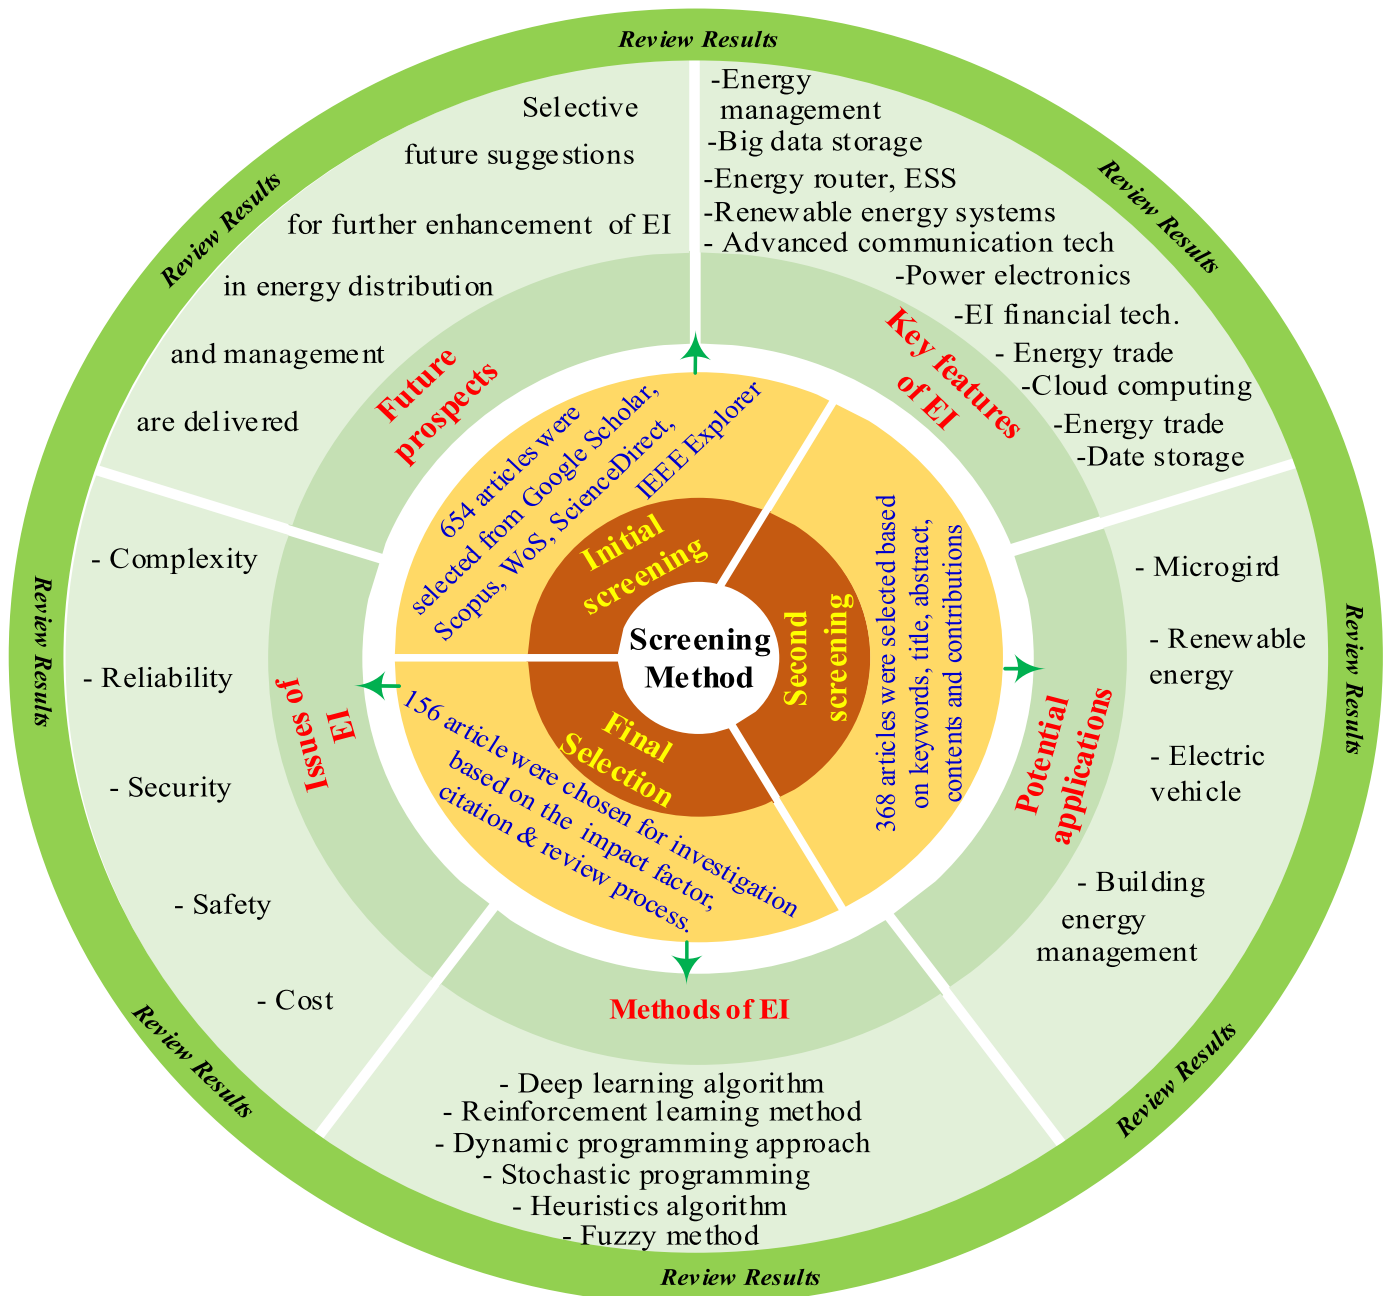 Review Results
Review Results
Review Results
Review Results
Review Results
Review Results
Review Results
Review Results
Selective
future suggestions
for further enhancement of EI
in energy distribution
and management
are delivered
Future
prospects
-Energy
management
-Big data storage
-Energy router, ESS
-Renewable energy systems
- Advanced communication tech
-Power electronics
-EI financial tech.
- Energy trade
-Cloud computing
-Energy trade
-Date storage
Key features
of EI
- Microgird
- Renewable
energy
- Electric
vehicle
- Building
energy
management
Potential
applications
Methods of EI
- Deep learning algorithm
- Reinforcement learning method
- Dynamic programming approach
- Stochastic programming
- Heuristics algorithm
- Fuzzy method
- Complexity
- Reliability
- Security
- Safety
- Cost
Issues of
EI
654 articles were
selected from Google Scholar,
Scopus, WoS, ScienceDirect,
IEEE Explorer
Initial
screening
368 articles were selected based
on keywords, title, abstract,
contents and contributions
Second
screening
156 article were chosen for investigation
based on the impact factor,
citation & review process.
Final
Selection
Screening
Method